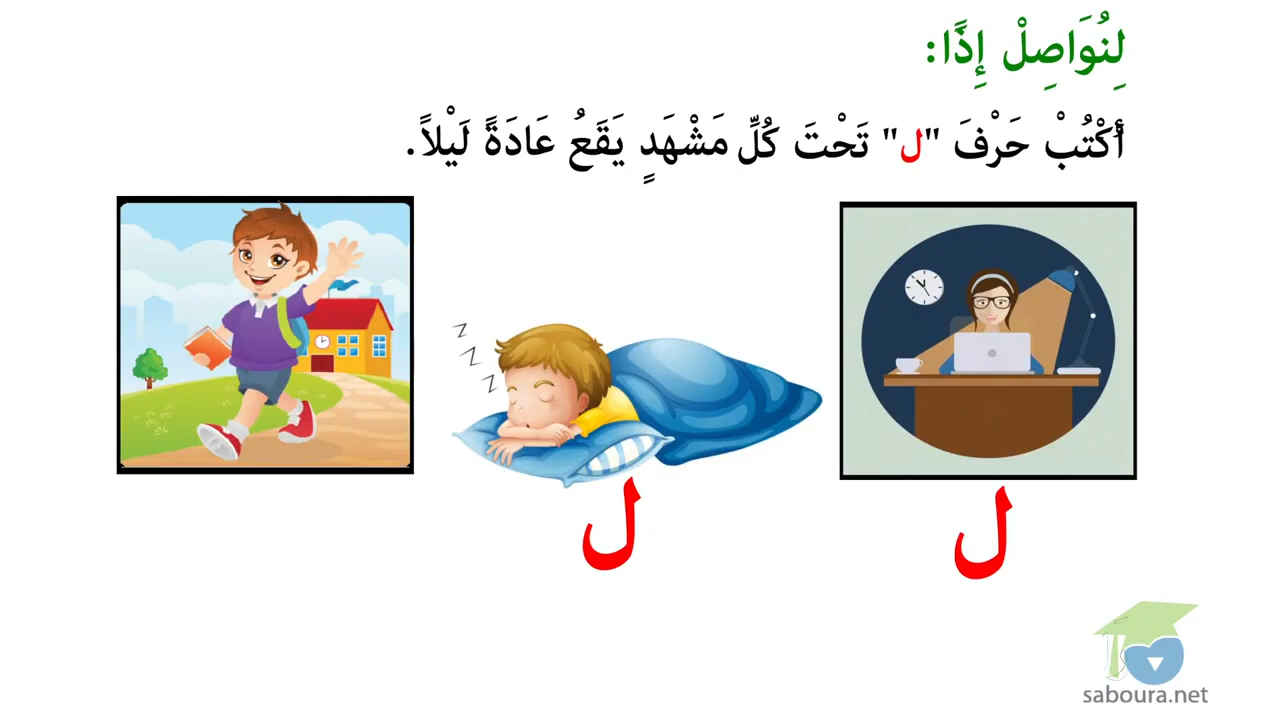 لِنُوَاصِلْ إِذًا:
أَكْتُبْ حَرْفَ "ل" تَحْتَ كُلِّ مَشْهَدٍ يَقَعُ عَادَةً لَيْلاً.
z
z
z
ل
ل
saboura.net